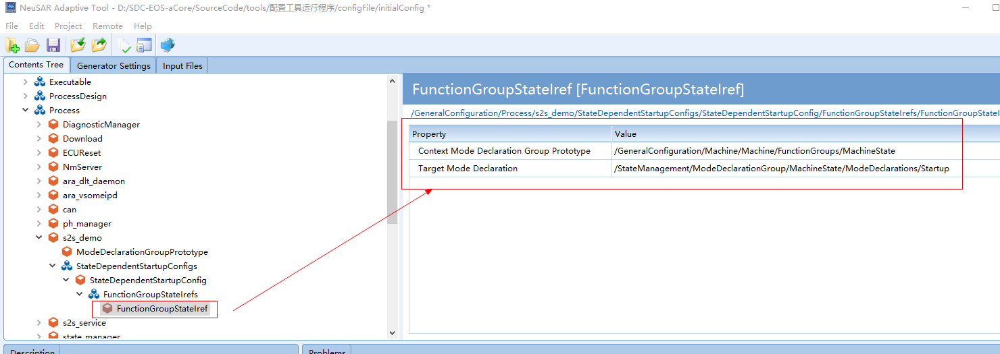 NeuSAR Adaptive Tool - D:/SDC-EOS-aCore/SourceCode/tools/配置工具运行程序/configFile/initialConfig *
File Edit Project Remote Help
Contents Tree Generator Settings Input Files
Executable
ProcessDesign
Process
DiagnosticManager
Download
ECUReset
NmServer
ara_dlt_daemon
ara_vsomeipd
can
ph_manager
s2s_demo
ModeDeclarationGroupPrototype
StateDependentStartupConfigs
StateDependentStartupConfig
FunctionGroupStateIrefs
FunctionGroupStateIref
s2s_service
state_manager
FunctionGroupStateIref [FunctionGroupStateIref]
/GeneralConfiguration/Process/s2s_demo/StateDependentStartupConfigs/StateDependentStartupConfig/FunctionGroupStateIrefs/FunctionGroupStateI
Property Value
Context Mode Declaration Group Prototype /GeneralConfiguration/Machine/Machine/FunctionGroups/MachineState
Target Mode Declaration /StateManagement/ModeDeclarationGroup/MachineState/ModeDeclarations/Startup
Description Problems